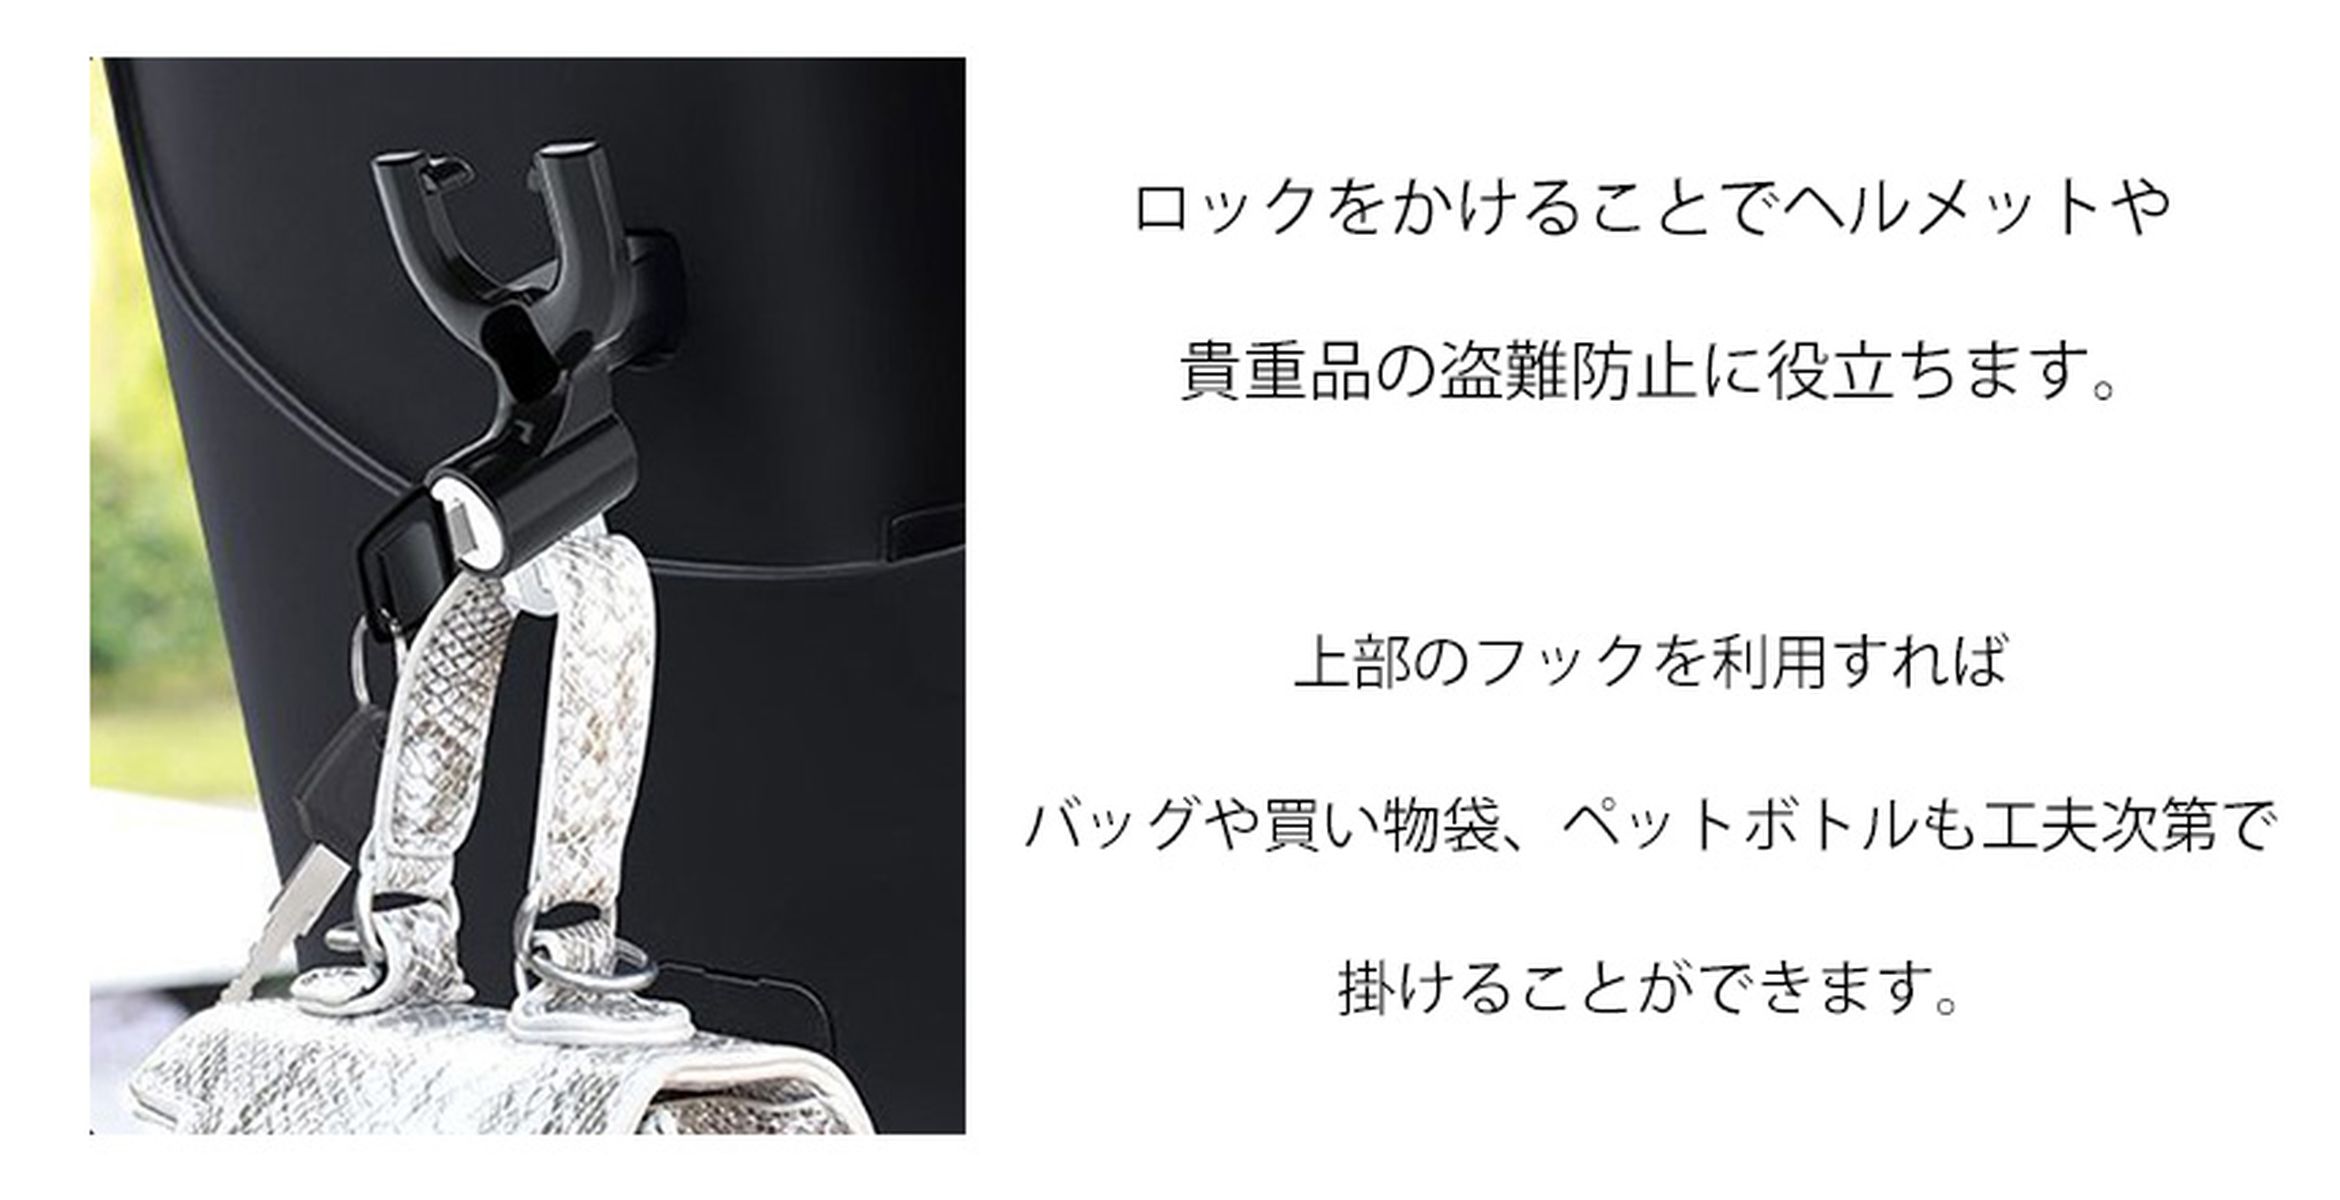 ロックをかけることでヘルメットや
貴重品の盗難防止に役立ちます。
上部のフックを利用すれば
バッグや買い物袋、ペットボトルも工夫次第で
掛けることができます。